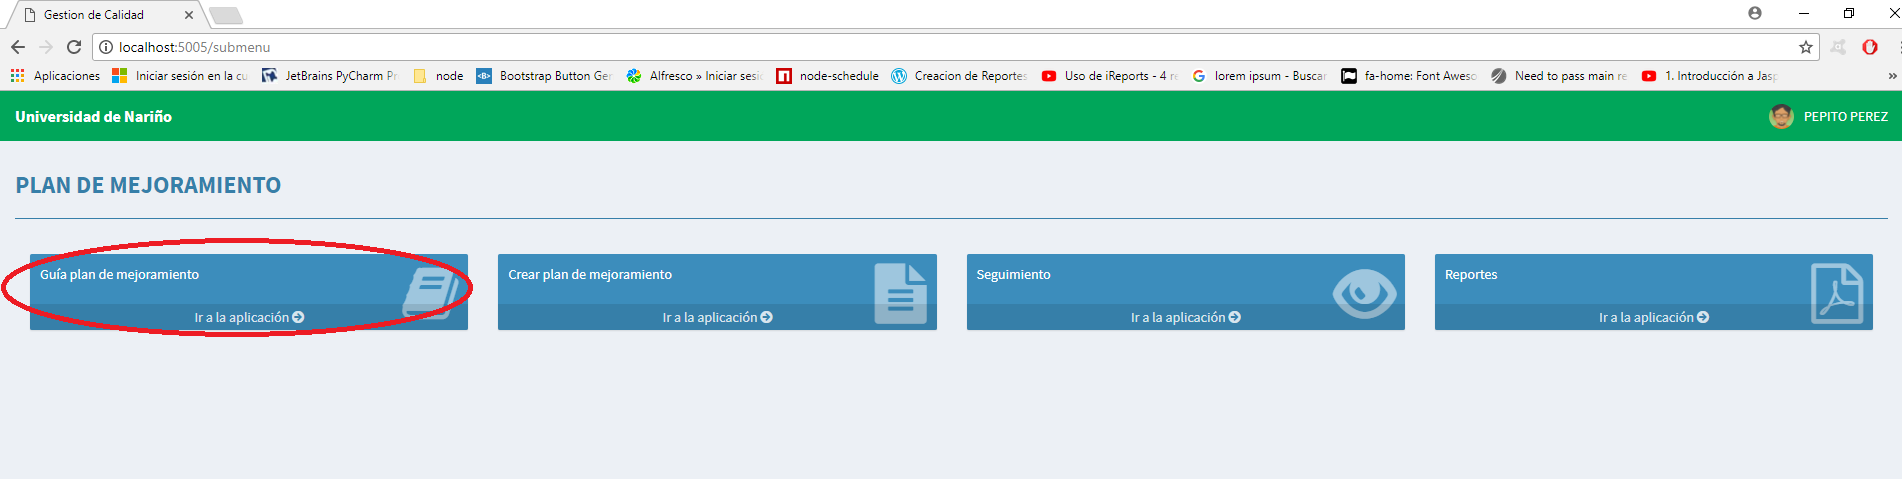 Gestion de Calidad
localhost:5005/submenu
Aplicaciones Iniciar sesión en la cu JetBrains PyCharm Pr node Bootstrap Button Ger Alfresco » Iniciar sesi node-schedule Creacion de Reportes Uso de iReports - 4 re lorem ipsum - Buscar fa-home: Font Aweso Need to pass main re 1. Introducción a Jasp »
Universidad de Nariño PEPITO PEREZ
PLAN DE MEJORAMIENTO
Guía plan de mejoramiento Crear plan de mejoramiento Seguimiento Reportes
Ir a la aplicación Ir a la aplicación Ir a la aplicación Ir a la aplicación